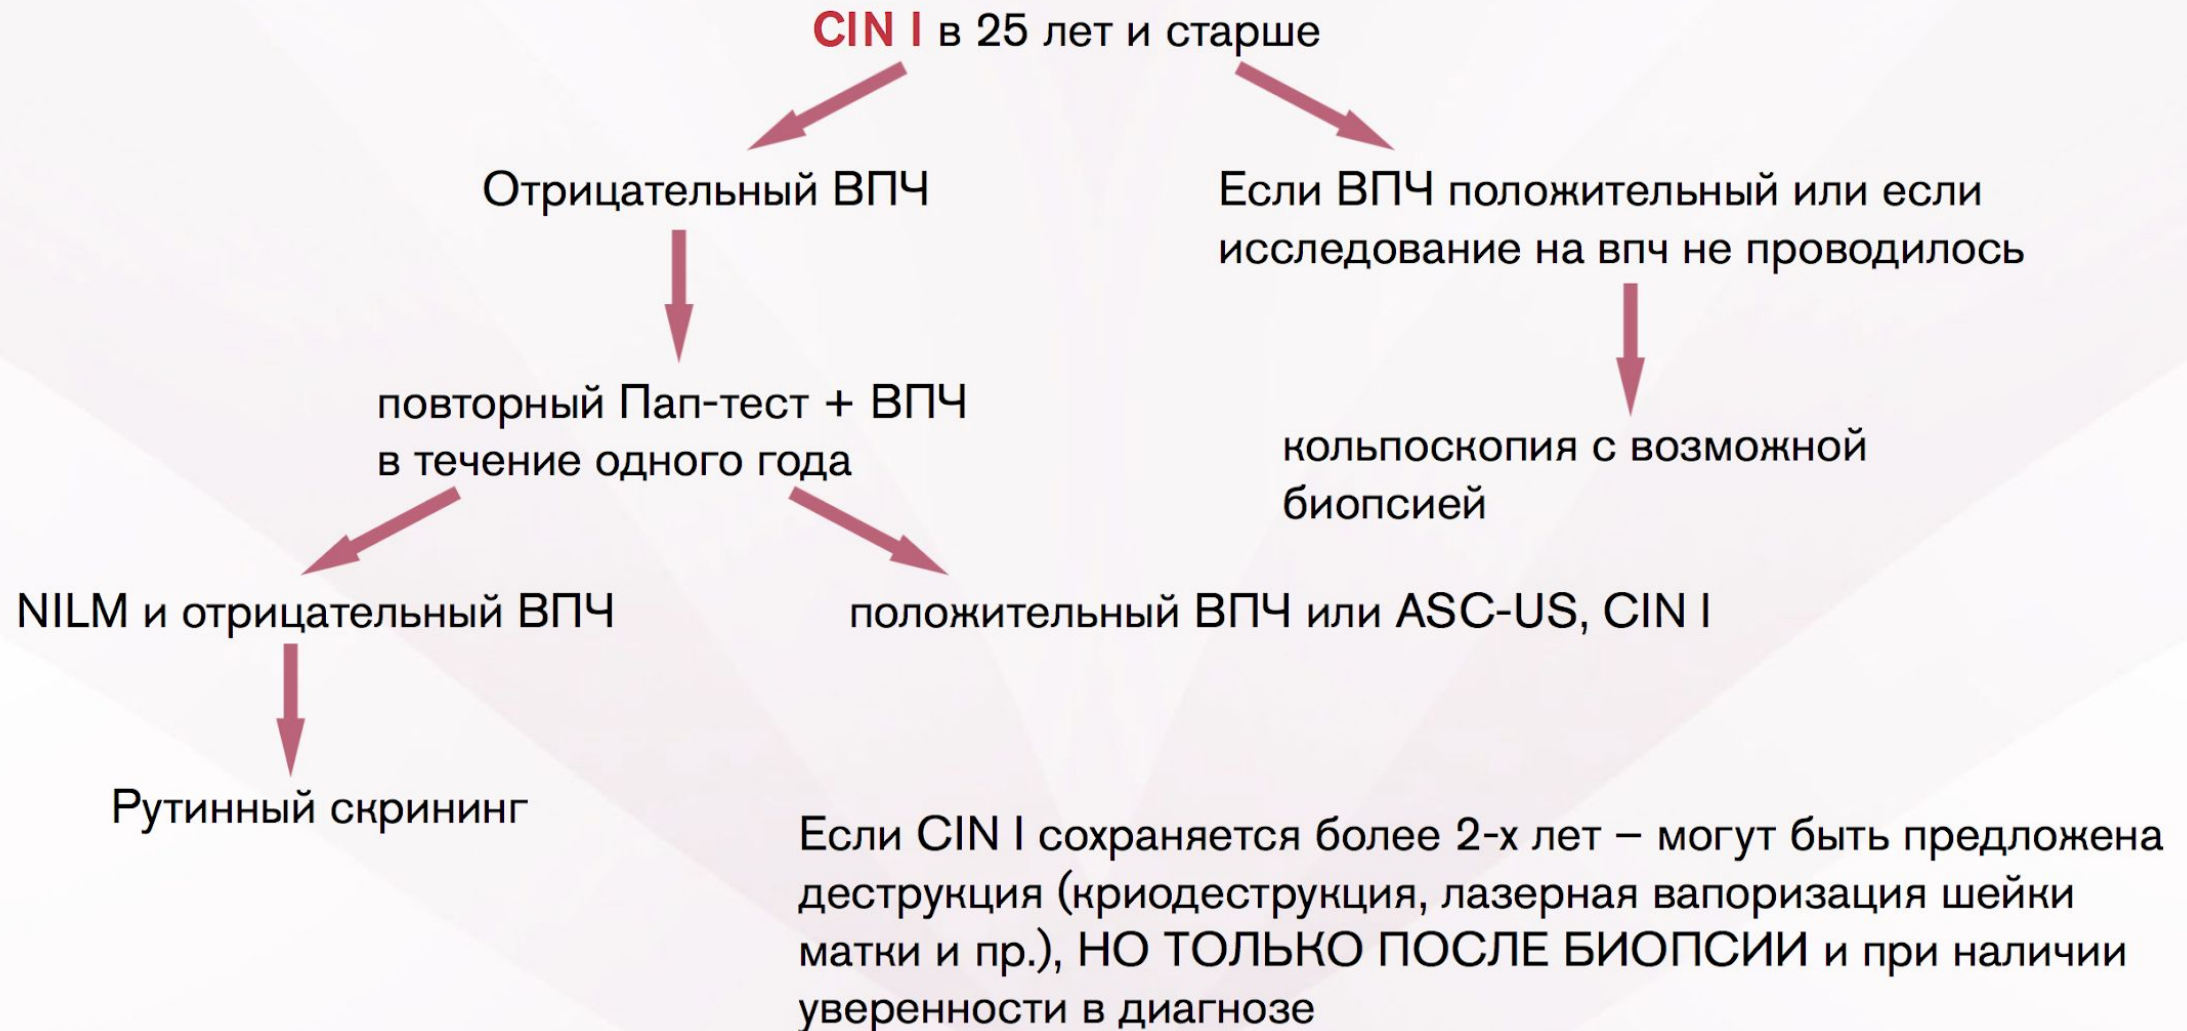 CIN I в 25 лет и старше
Отрицательный ВПЧ
Если ВПЧ положительный или если
исследование на впч не проводилось
повторный Пап-тест + ВПЧ
в течение одного года
кольпоскопия с возможной
биопсией
NILM и отрицательный ВПЧ
положительный ВПЧ или ASC-US, CIN I
Рутинный скрининг
Если CIN I сохраняется более 2-х лет – могут быть предложена
деструкция (криодеструкция, лазерная вапоризация шейки
матки и пр.), НО ТОЛЬКО ПОСЛЕ БИОПСИИ и при наличии
уверенности в диагнозе